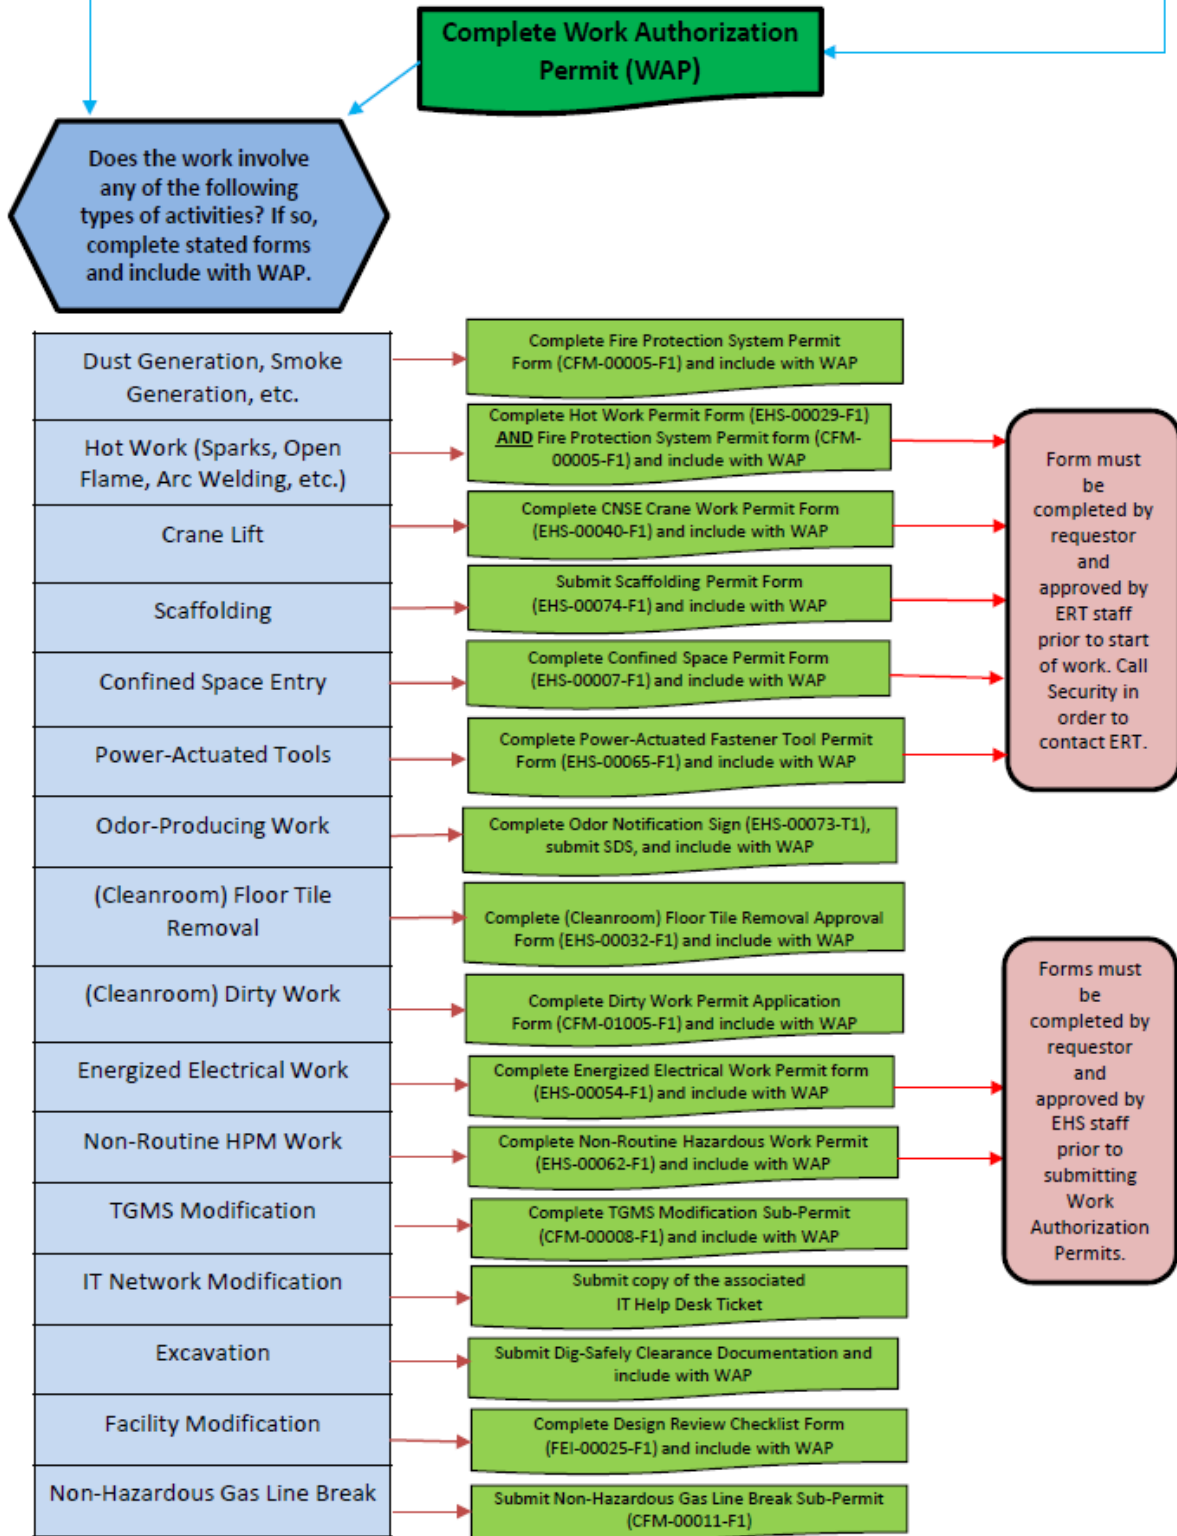 Complete Work Authorization
Permit (WAP)
Does the work involve
any of the following
types of activities? If so,
complete stated forms
and include with WAP.
Dust Generation, Smoke
Generation, etc.
Complete Fire Protection System Permit
Form (CFM-00005-F1) and include with WAP
Hot Work (Sparks, Open
Flame, Arc Welding, etc.)
Complete Hot Work Permit Form (EHS-00029-F1)
AND Fire Protection System Permit form (CFM-
00005-F1) and include with WAP
Crane Lift
Complete CNSE Crane Work Permit Form
(EHS-00040-F1) and include with WAP
Scaffolding
Submit Scaffolding Permit Form
(EHS-00074-F1) and include with WAP
Confined Space Entry
Complete Confined Space Permit Form
(EHS-00007-F1) and include with WAP
Power-Actuated Tools
Complete Power-Actuated Fastener Tool Permit
Form (EHS-00065-F1) and include with WAP
Form must
be
completed by
requestor
and
approved by
ERT staff
prior to start
of work. Call
Security in
order to
contact ERT.
Odor-Producing Work
Complete Odor Notification Sign (EHS-00073-T1),
submit SDS, and include with WAP
(Cleanroom) Floor Tile
Removal
Complete (Cleanroom) Floor Tile Removal Approval
Form (EHS-00032-F1) and include with WAP
(Cleanroom) Dirty Work
Complete Dirty Work Permit Application
Form (CFM-01005-F1) and include with WAP
Energized Electrical Work
Complete Energized Electrical Work Permit form
(EHS-00054-F1) and include with WAP
Non-Routine HPM Work
Complete Non-Routine Hazardous Work Permit
(EHS-00062-F1) and include with WAP
Forms must
be
completed by
requestor
and
approved by
EHS staff
prior to
submitting
Work
Authorization
Permits.
TGMS Modification
Complete TGMS Modification Sub-Permit
(CFM-00008-F1) and include with WAP
IT Network Modification
Submit copy of the associated
IT Help Desk Ticket
Excavation
Submit Dig-Safely Clearance Documentation and
include with WAP
Facility Modification
Complete Design Review Checklist Form
(FEI-00025-F1) and include with WAP
Non-Hazardous Gas Line Break
Submit Non-Hazardous Gas Line Break Sub-Permit
(CFM-00011-F1)